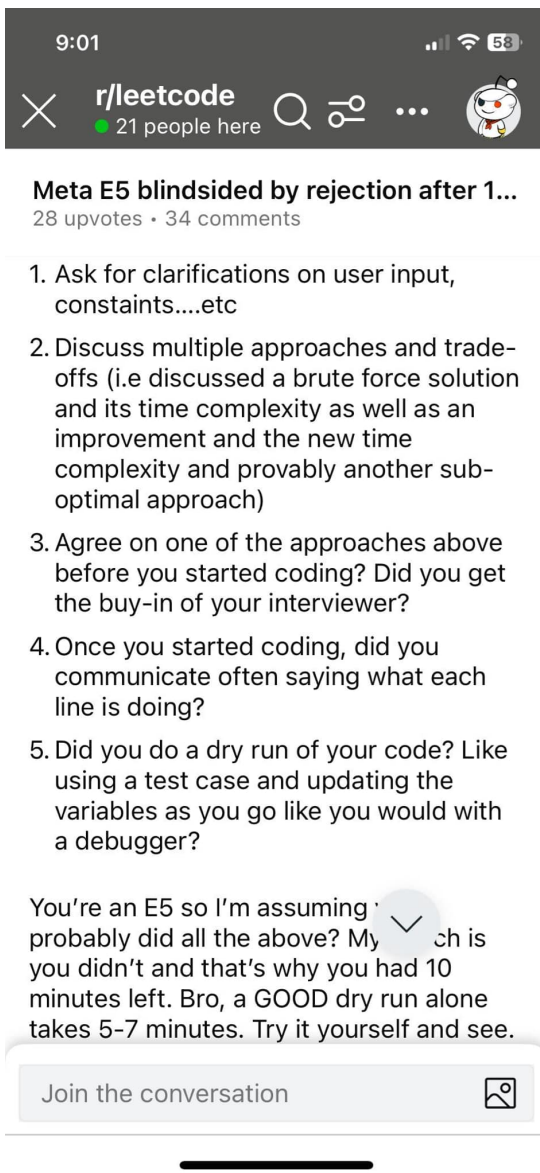 9:01
58
r/leetcode
21 people here
Meta E5 blindsided by rejection after 1...
28 upvotes • 34 comments
1. Ask for clarifications on user input,
constaints....etc
2. Discuss multiple approaches and trade-
offs (i.e discussed a brute force solution
and its time complexity as well as an
improvement and the new time
complexity and provably another sub-
optimal approach)
3. Agree on one of the approaches above
before you started coding? Did you get
the buy-in of your interviewer?
4. Once you started coding, did you
communicate often saying what each
line is doing?
5. Did you do a dry run of your code? Like
using a test case and updating the
variables as you go like you would with
a debugger?
You're an E5 so I'm assuming
probably did all the above? My ch is
you didn't and that's why you had 10
minutes left. Bro, a GOOD dry run alone
takes 5-7 minutes. Try it yourself and see.
Join the conversation